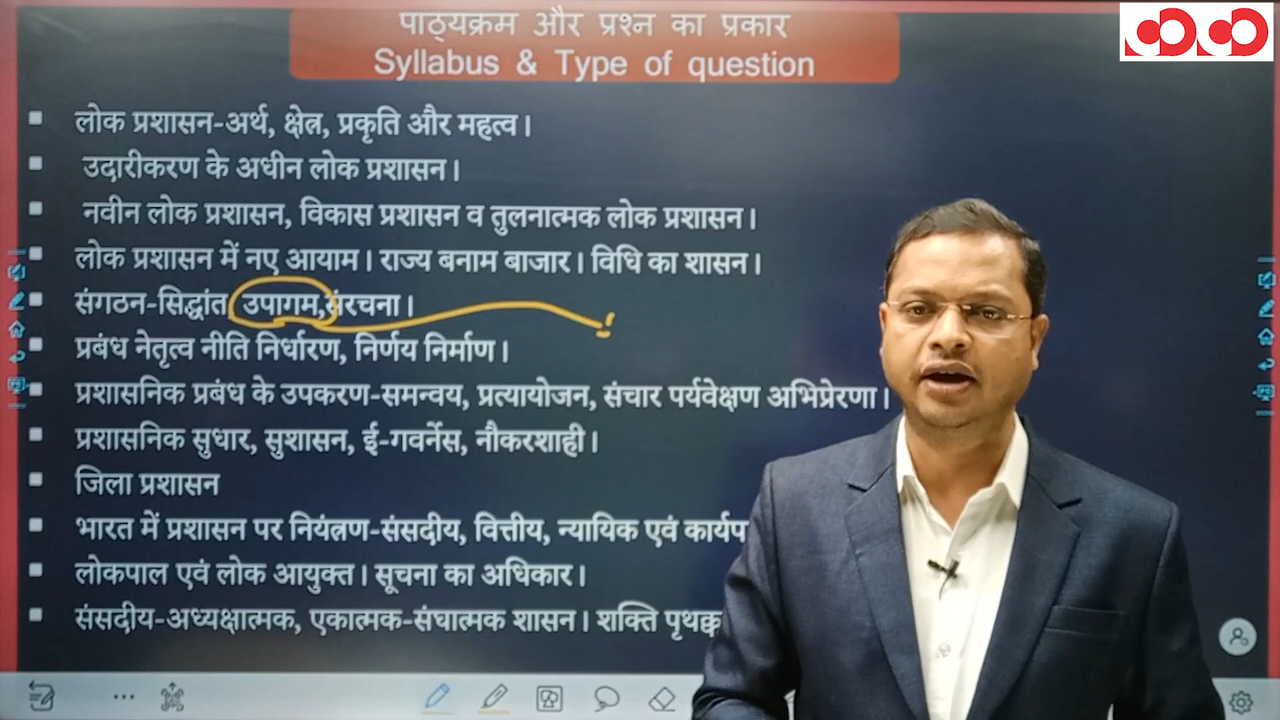 पाठ्यक्रम और प्रश्न का प्रकार
Syllabus & Type of question
लोक प्रशासन-अर्थ, क्षेत्र, प्रकृति और महत्व।
उदारीकरण के अधीन लोक प्रशासन।
नवीन लोक प्रशासन, विकास प्रशासन व तुलनात्मक लोक प्रशासन।
लोक प्रशासन में नए आयाम। राज्य बनाम बाजार। विधि का शासन।
संगठन-सिद्धांत उपागम,संरचना।
प्रबंध नेतृत्व नीति निर्धारण, निर्णय निर्माण।
प्रशासनिक प्रबंध के उपकरण-समन्वय, प्रत्यायोजन, संचार पर्यवेक्षण अभिप्रेरणा।
प्रशासनिक सुधार, सुशासन, ई-गवर्नेस, नौकरशाही।
जिला प्रशासन
भारत में प्रशासन पर नियंत्रण-संसदीय, वित्तीय, न्यायिक एवं
लोकपाल एवं लोक आयुक्त। सूचना का अधिकार।
संसदीय-अध्यक्षात्मक, एकात्मक-संघात्मक शासन। शक्ति